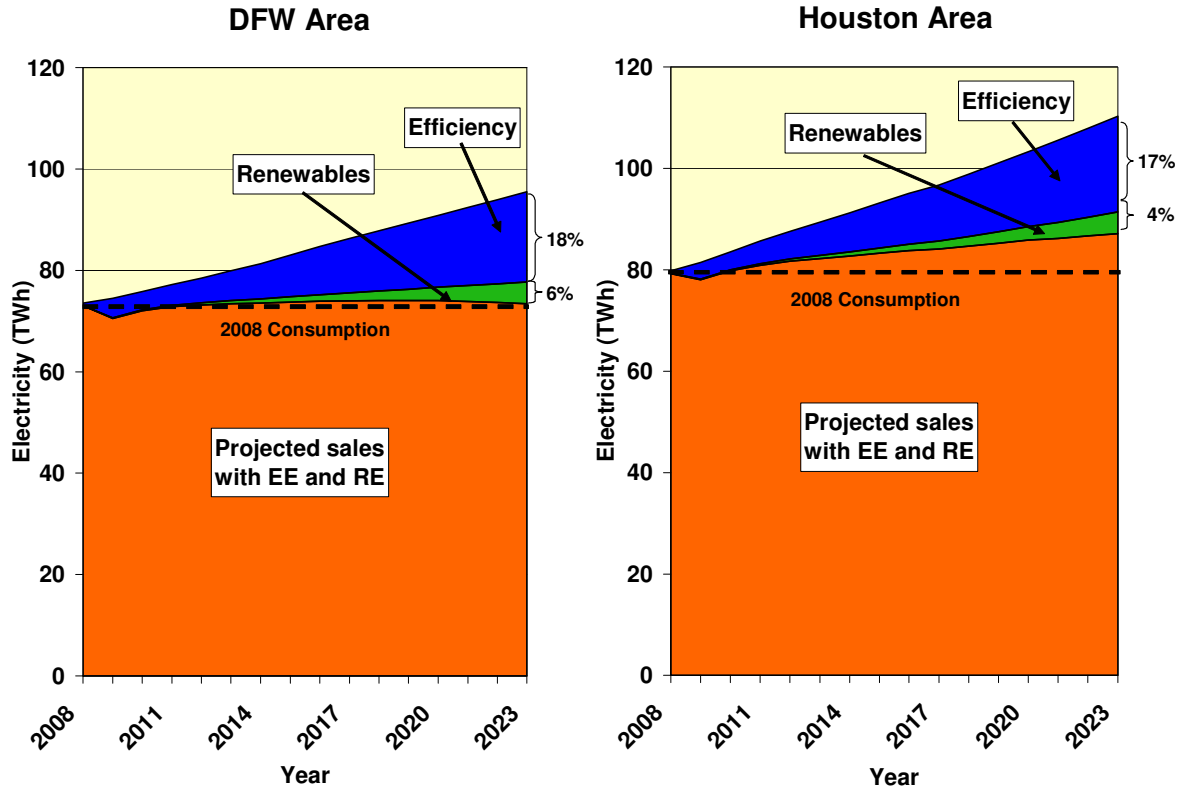 DFW Area
120
100
80
60
40
20
0
Electricity (TWh)
Efficiency
Renewables
18%
6%
2008 Consumption
Projected sales
with EE and RE
2008
2011
2014
2017
2020
2023
Year
Houston Area
120
100
80
60
40
20
0
Electricity (TWh)
Efficiency
Renewables
17%
4%
2008 Consumption
Projected sales
with EE and RE
2008
2011
2014
2017
2020
2023
Year